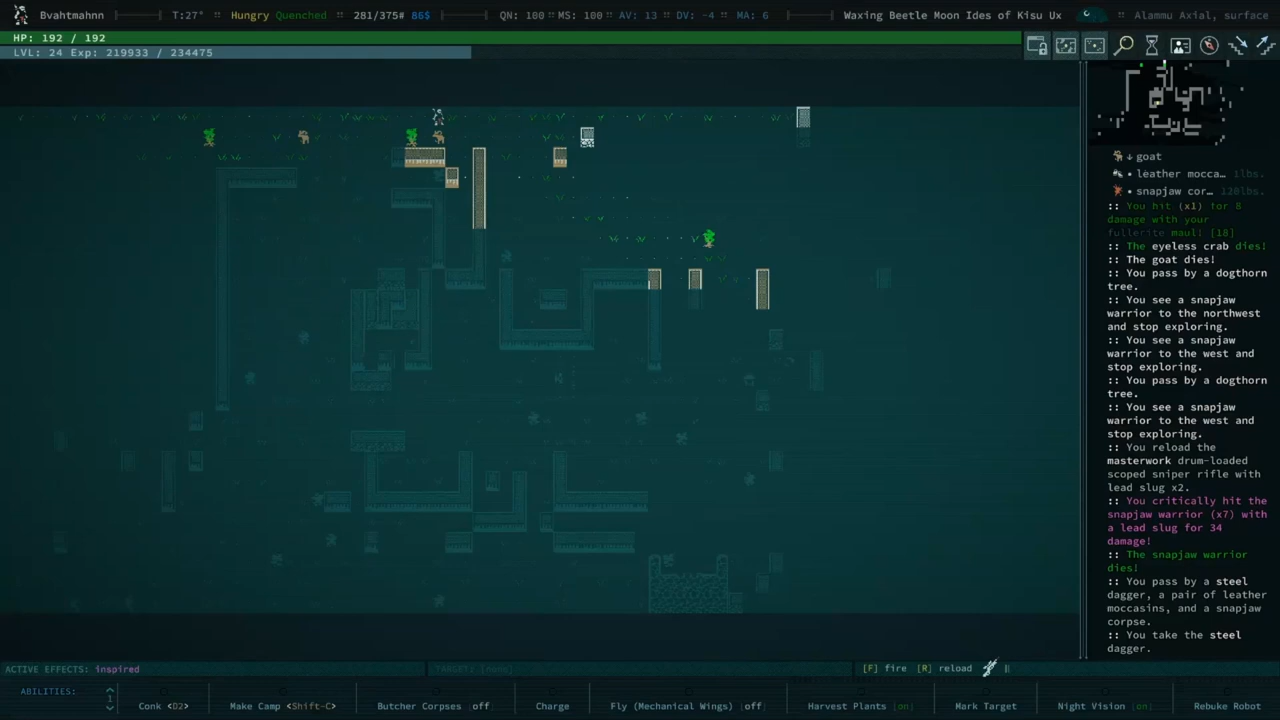 Bvahtmahnn T:27° :: Hungry Quenched :: 281/375# 86$ QN: 100 :: MS: 100 :: AV: 13 :: DV: -4 :: MA: 6 Waxing Beetle Moon Ides of Kisu Ux :: Alammu Axial, surface
HP: 192 / 192
LVL: 24 Exp: 219933 / 234475
goat
leather mocca… 1lbs.
snapjaw cor… 120lbs.
:: You hit (x1) for 8
damage with your
fullerite maul! [18]
:: The eyeless crab dies!
:: The goat dies!
:: You pass by a dogthorn
tree.
:: You see a snapjaw
warrior to the northwest
and stop exploring.
:: You see a snapjaw
warrior to the west and
stop exploring.
:: You pass by a dogthorn
tree.
:: You see a snapjaw
warrior to the west and
stop exploring.
:: You reload the
masterwork drum-loaded
scoped sniper rifle with
lead slug x2.
:: You critically hit the
snapjaw warrior (x7) with
a lead slug for 34
damage!
:: The snapjaw warrior
dies!
:: You pass by a steel
dagger, a pair of leather
moccasins, and a snapjaw
corpse.
:: You take the steel
dagger.
ACTIVE EFFECTS: inspired TARGET: [none] [F] fire [R] reload
ABILITIES: 1 Conk <02> Make Camp <Shift-C> Butcher Corpses [off] Charge Fly (Mechanical Wings) [off] Harvest Plants [on] Mark Target Night Vision [on] Rebuke Robot